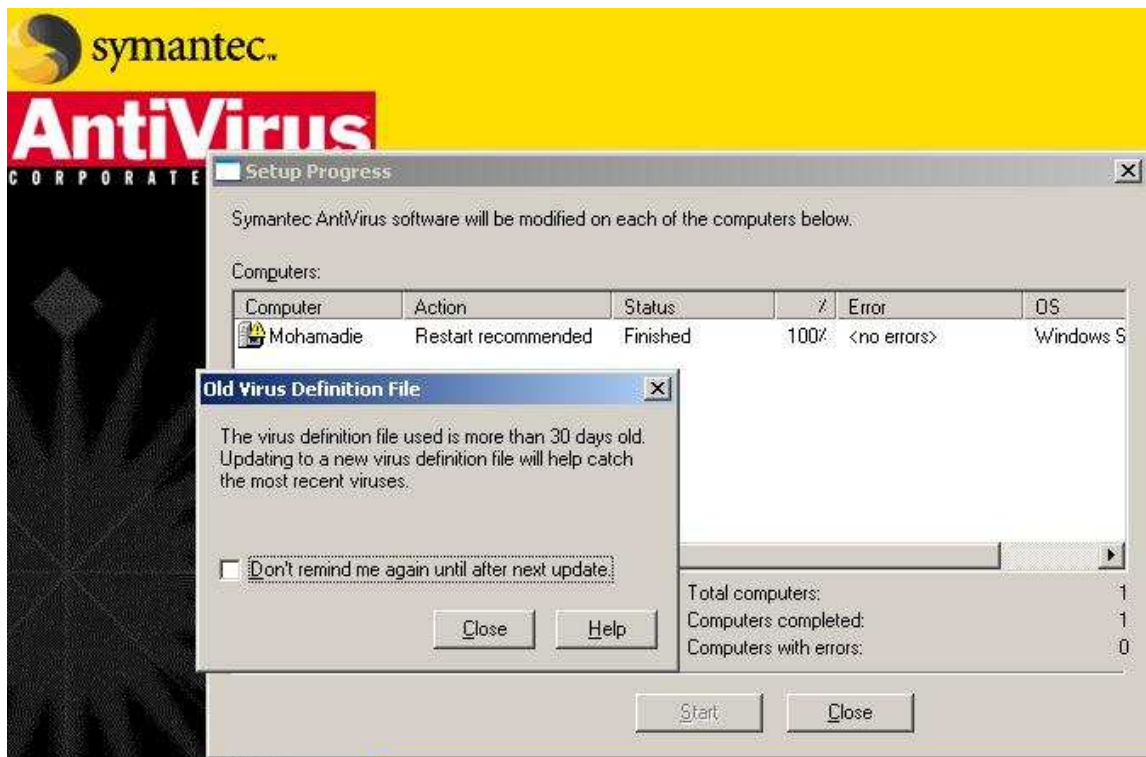 symantec™
AntiVirus
CORPORATE
Setup Progress
Symantec AntiVirus software will be modified on each of the computers below.
Computers:
Computer Action Status % Error OS
Mohamadie Restart recommended Finished 100% <no errors> Windows S
Old Virus Definition File
The virus definition file used is more than 30 days old.
Updating to a new virus definition file will help catch
the most recent viruses.
Don't remind me again until after next update.
Close Help
Total computers: 1
Computers completed: 1
Computers with errors: 0
Start Close